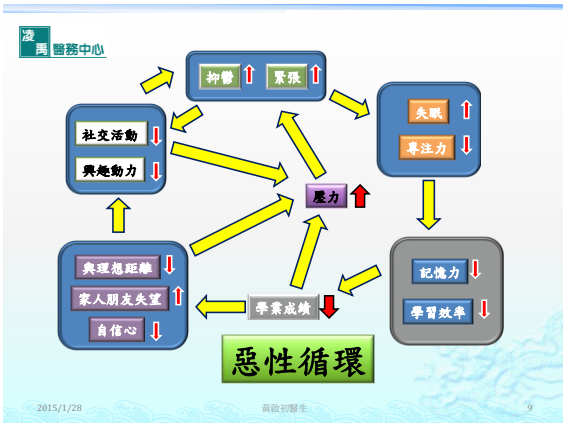 凌禹 醫務中心
抑鬱↑ 緊張↑
失眠↑
專注力↓
社交活動↓
興趣動力↓
壓力↑
記憶力↓
學習效率↓
與理想距離↓
家人朋友失望↑
自信心↓
學業成績↓
惡性循環
2015/1/28 黃啟初醫生 9